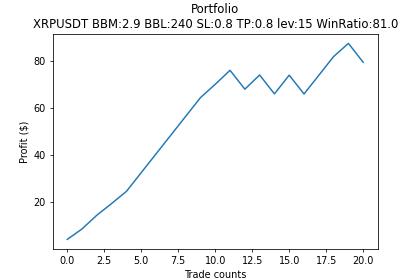 Portfolio
XRPUSDT BBM:2.9 BBL:240 SL:0.8 TP:0.8 lev:15 WinRatio:81.0
80
60
40
20
Profit ($)
0.0 2.5 5.0 7.5 10.0 12.5 15.0 17.5 20.0
Trade counts